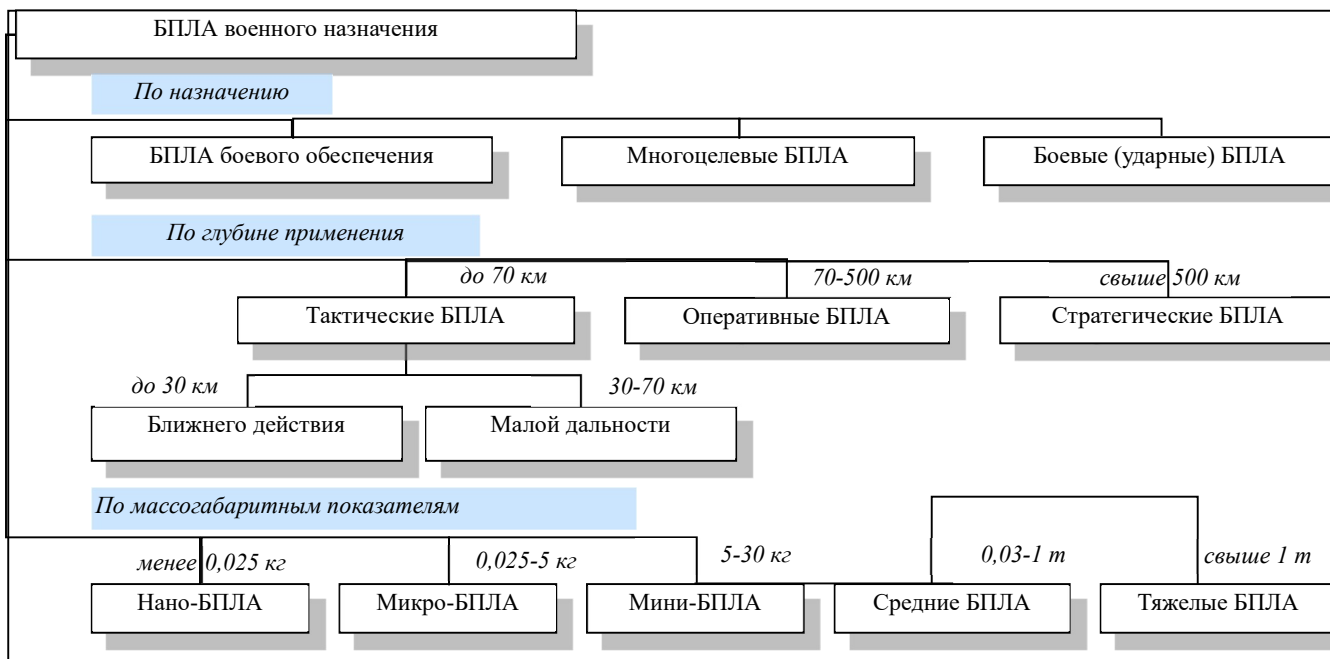 БПЛА военного назначения
По назначению
БПЛА боевого обеспечения
Многоцелевые БПЛА
Боевые (ударные) БПЛА
По глубине применения
до 70 км
70-500 км
свыше 500 км
Тактические БПЛА
Оперативные БПЛА
Стратегические БПЛА
до 30 км
30-70 км
Ближнего действия
Малой дальности
По массогабаритным показателям
менее 0,025 кг
0,025-5 кг
5-30 кг
0,03-1 т
свыше 1 т
Нано-БПЛА
Микро-БПЛА
Мини-БПЛА
Средние БПЛА
Тяжелые БПЛА